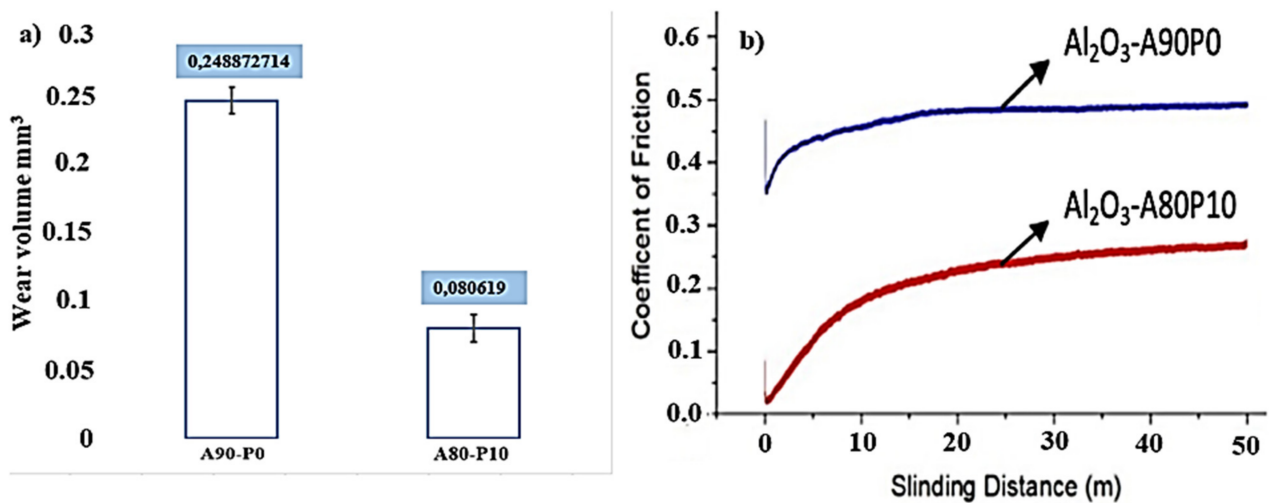 a)
0.3
0.25
0.2
0.15
0.1
0.05
0
Wear volume mm³
0,248872714
0,080619
A90-P0
A80-P10
b)
0.6
0.5
0.4
0.3
0.2
0.1
0.0
Coefficent of Friction
Al₂O₃-A90P0
Al₂O₃-A80P10
0 10 20 30 40 50
Slinding Distance (m)